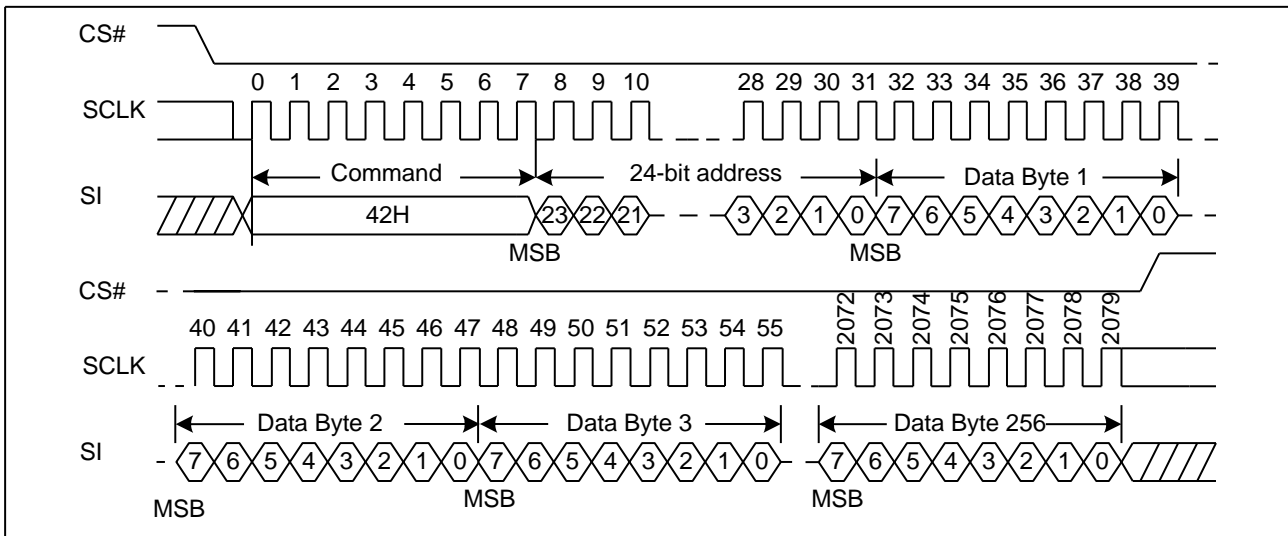 CS#
0 1 2 3 4 5 6 7 8 9 10 28 29 30 31 32 33 34 35 36 37 38 39
SCLK
Command 24-bit address Data Byte 1
SI
42H 23 22 21 3 2 1 0 7 6 5 4 3 2 1 0
MSB MSB
CS#
40 41 42 43 44 45 46 47 48 49 50 51 52 53 54 55 2072 2073 2074 2075 2076 2077 2078 2079
SCLK
Data Byte 2 Data Byte 3 Data Byte 256
SI
7 6 5 4 3 2 1 0 7 6 5 4 3 2 1 0 7 6 5 4 3 2 1 0
MSB MSB MSB